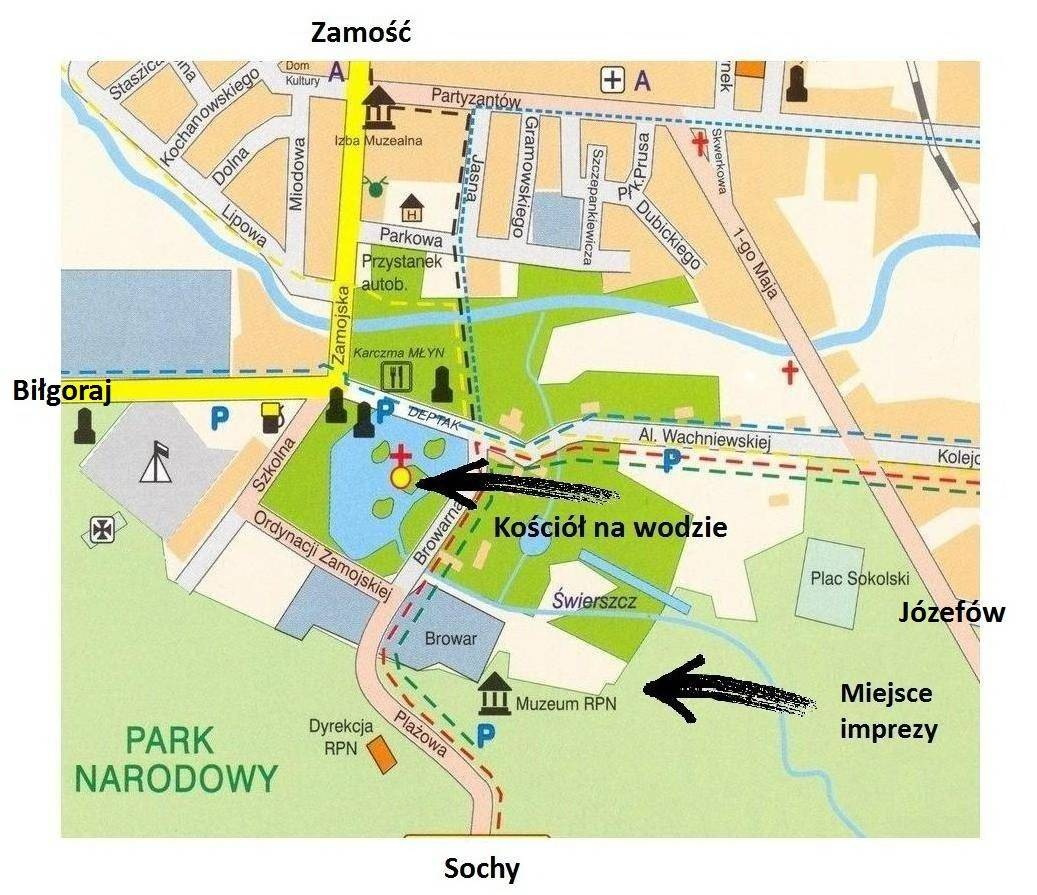 Zamość
Staszica
Kochanowskiego
Dolna
Miodowa
Lipowa
Dom
Kultury
A
Partyzantów
A
Izba Muzealna
Jasna
Gramowskiego
Szczepankiewicza
Pl.k.Prusa
Dubickiego
Skwerkowa
1-go Maja
H
Parkowa
Przystanek
autob.
Zamojska
Karczma MŁYN
Biłgoraj
P
P
DEPTAK
Al. Wachniewskiej
P
Kolejo
Szkolna
Kościół na wodzie
Browarna
Ordynacji Zamojskiej
Plac Sokolski
Świerszcz
Józefów
Browar
Miejsce
imprezy
Muzeum RPN
P
Dyrekcja
RPN
Plażowa
PARK
NARODOWY
Sochy